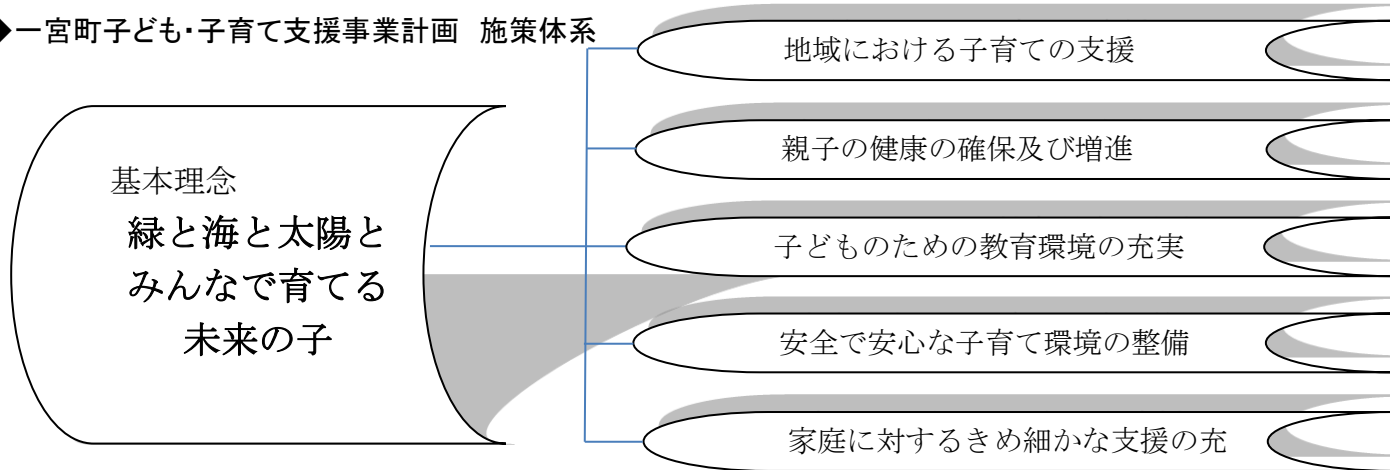 ◆一宮町子ども・子育て支援事業計画　施策体系
地域における子育ての支援
親子の健康の確保及び増進
基本理念
緑と海と太陽と
みんなで育てる
未来の子
子どものための教育環境の充実
安全で安心な子育て環境の整備
家庭に対するきめ細かな支援の充